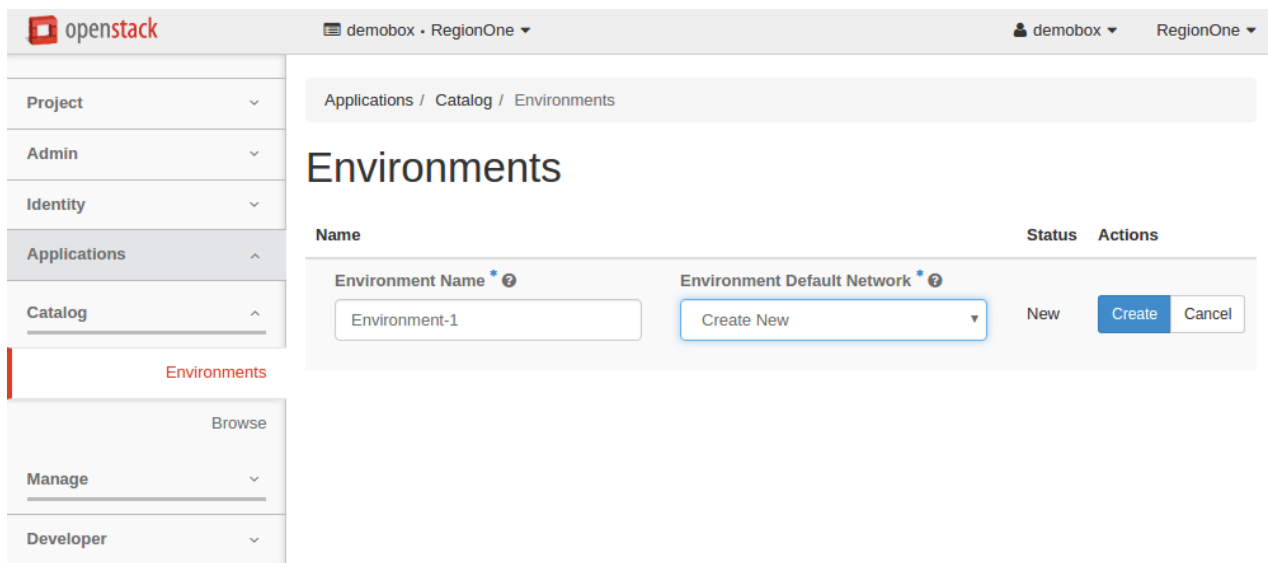 openstack
demobox • RegionOne
demobox
RegionOne
Project
Admin
Identity
Applications
Catalog
Environments
Browse
Manage
Developer
Applications / Catalog / Environments
Environments
Name Status Actions
Environment Name * Environment Default Network *
Environment-1 Create New New Create Cancel